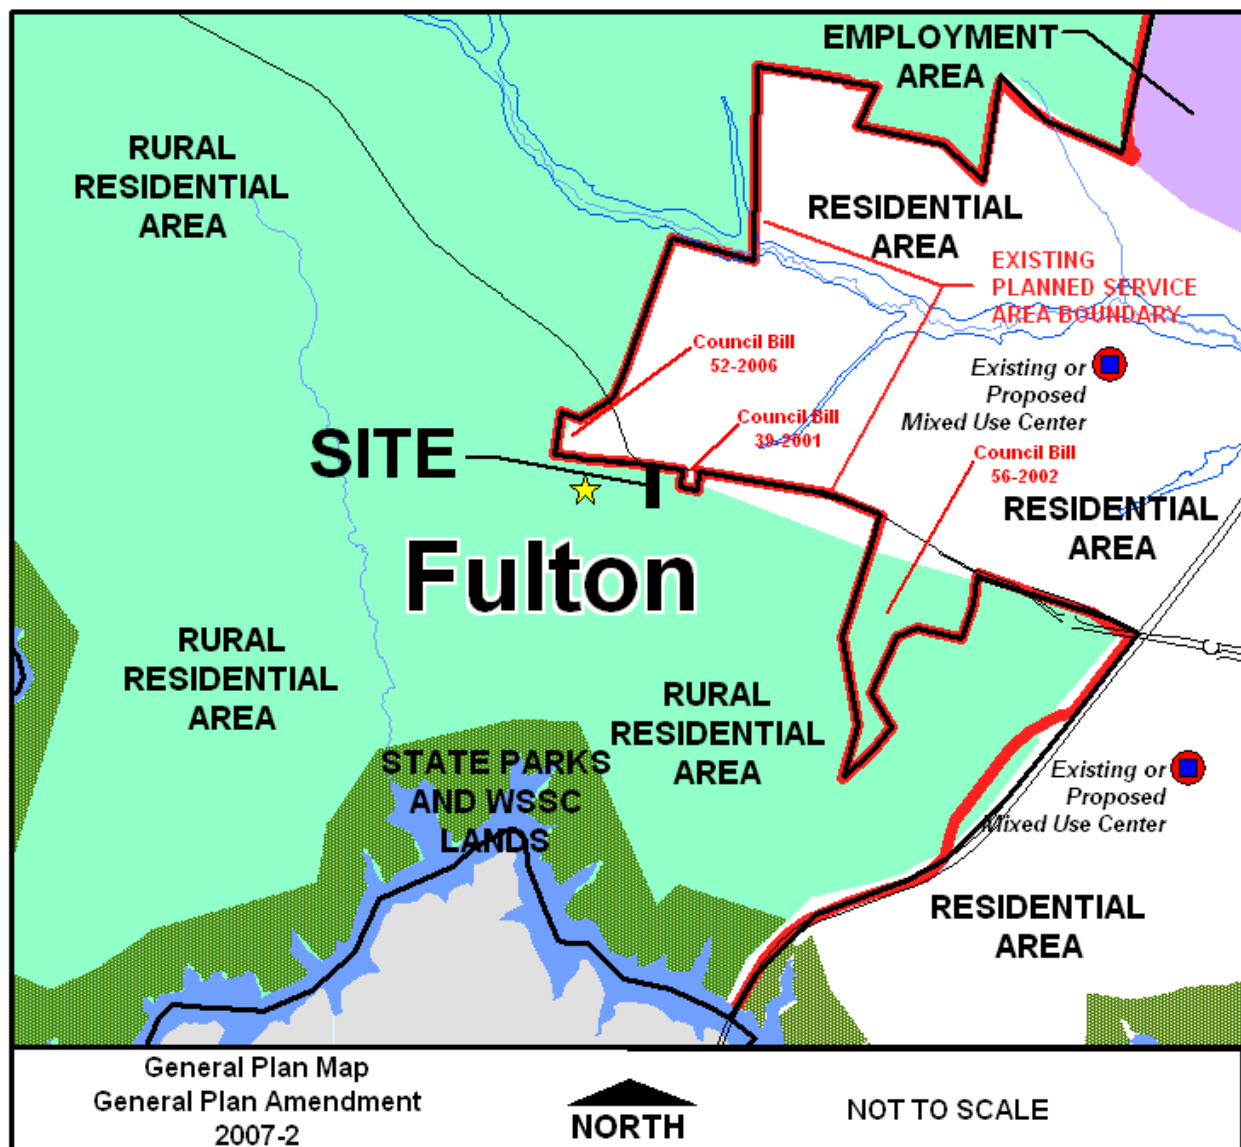 EMPLOYMENT
AREA
RURAL
RESIDENTIAL
AREA
RESIDENTIAL
AREA
EXISTING
PLANNED SERVICE
AREA BOUNDARY
Council Bill
52-2006
Existing or
Proposed
Mixed Use Center
Council Bill
39-2001
SITE
Council Bill
56-2002
RESIDENTIAL
AREA
Fulton
RURAL
RESIDENTIAL
AREA
RURAL
RESIDENTIAL
AREA
STATE PARKS
AND WSSC
LANDS
Existing or
Proposed
Mixed Use Center
RESIDENTIAL
AREA
General Plan Map
General Plan Amendment
2007-2
NORTH
NOT TO SCALE